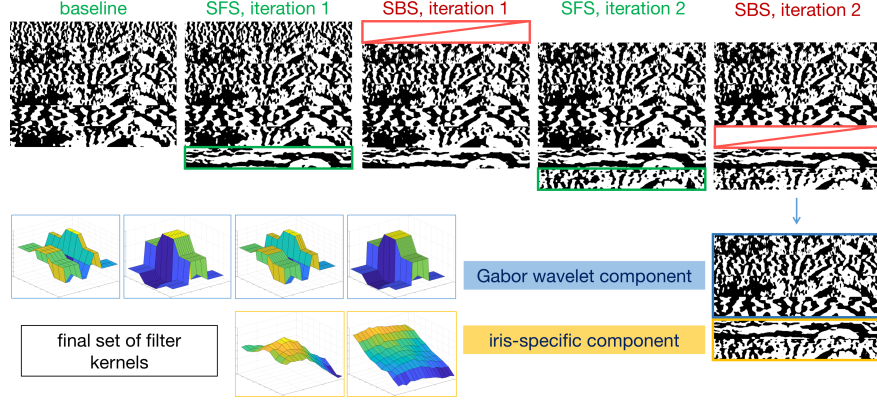 baseline
SFS, iteration 1
SBS, iteration 1
SFS, iteration 2
SBS, iteration 2
Gabor wavelet component
final set of filter
kernels
iris-specific component